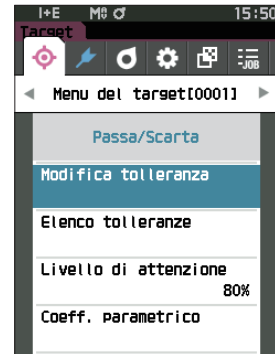 I+E M0 15:50
Target
-JOB
Menu del target[0001]
Passa/Scarta
Modifica tolleranza
Elenco tolleranze
Livello di attenzione
80%
Coeff. parametrico